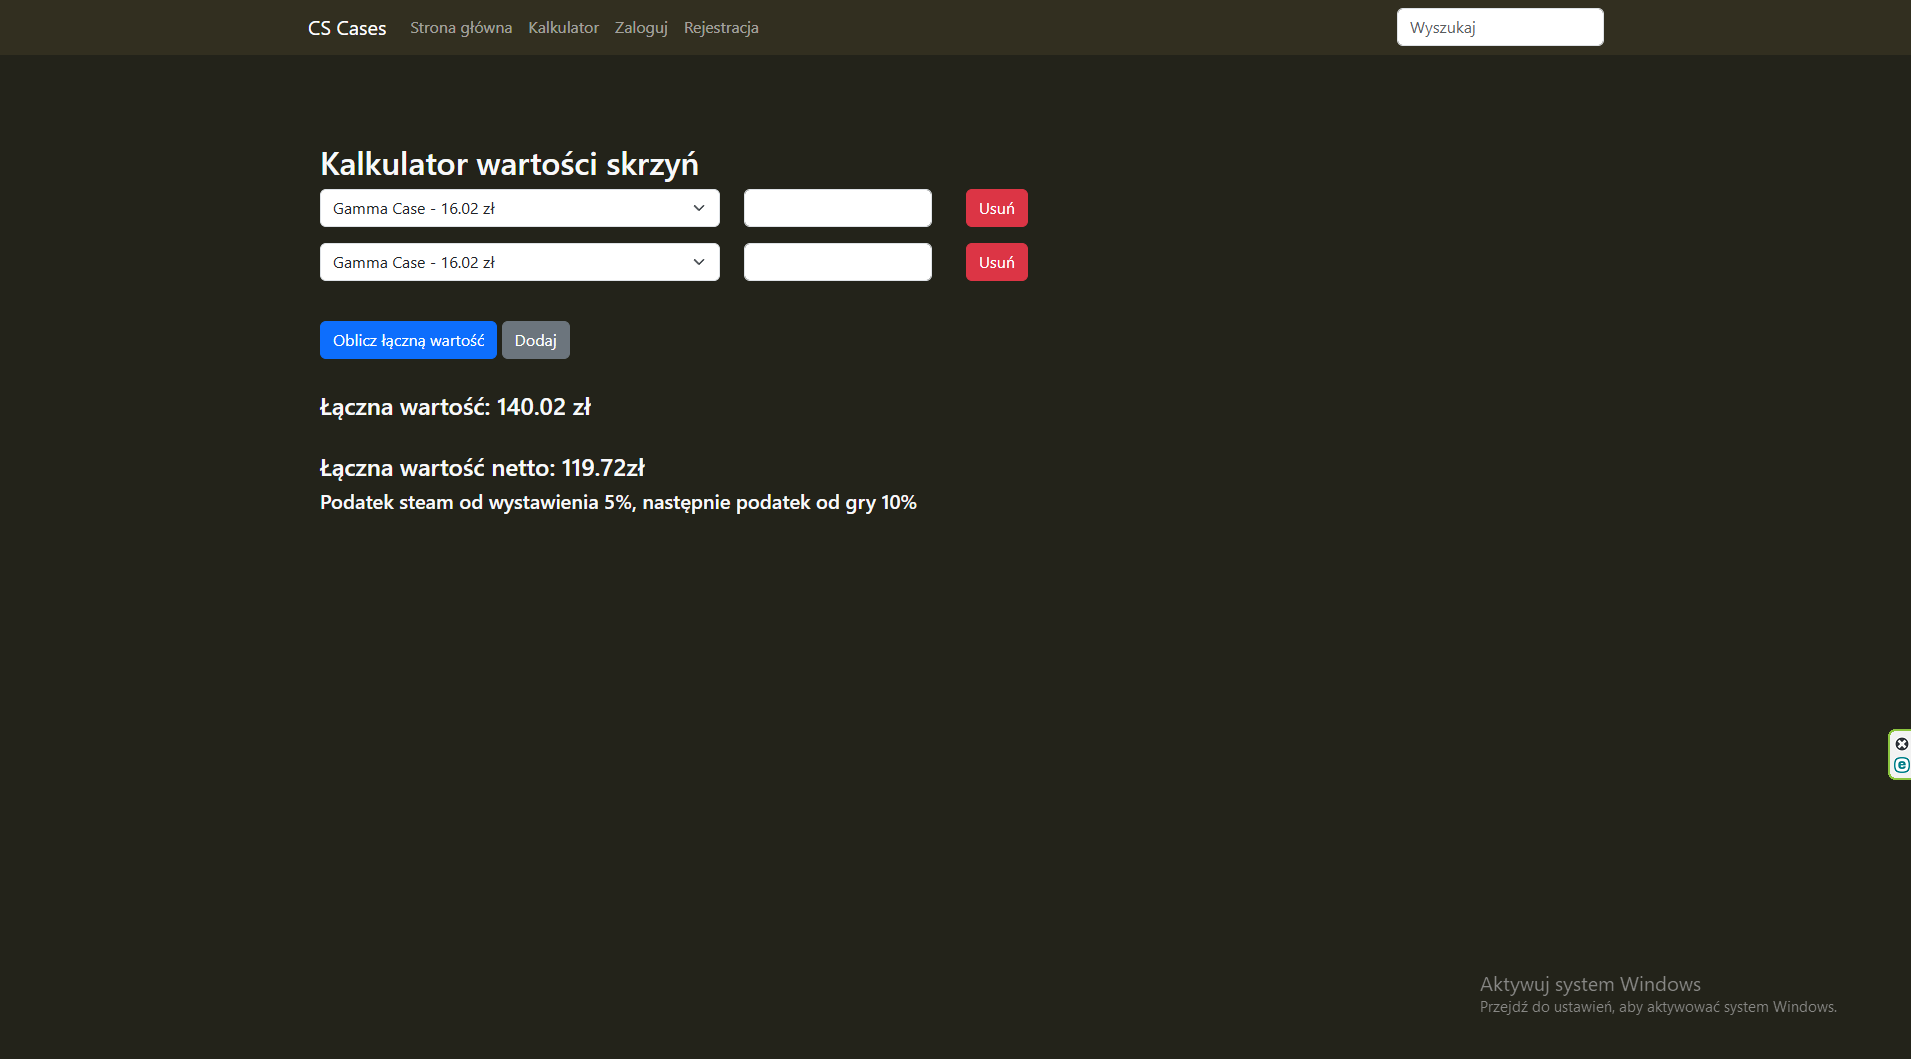 CS Cases Strona główna Kalkulator Zaloguj Rejestracja Wyszukaj
Kalkulator wartości skrzyń
Gamma Case - 16.02 zł Usuń
Gamma Case - 16.02 zł Usuń
Oblicz łączną wartość Dodaj
Łączna wartość: 140.02 zł
Łączna wartość netto: 119.72zł
Podatek steam od wystawienia 5%, następnie podatek od gry 10%
Aktywuj system Windows
Przejdź do ustawień, aby aktywować system Windows.